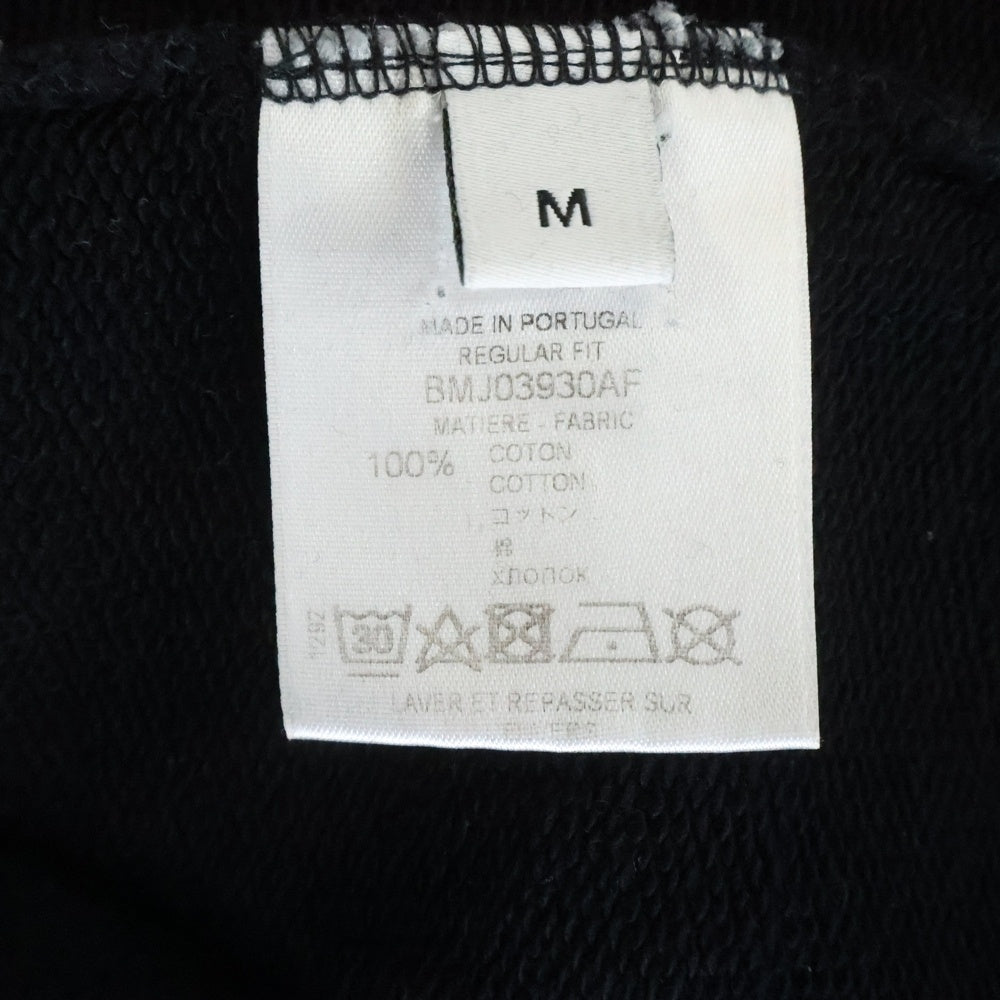 M
MADE IN PORTUGAL
REGULAR FIT
BMJ03930AF
MATIERE - FABRIC
100% COTON
COTTON
コットン
棉
ХЛОПОК
30
LAVER ET REPASSER SUR